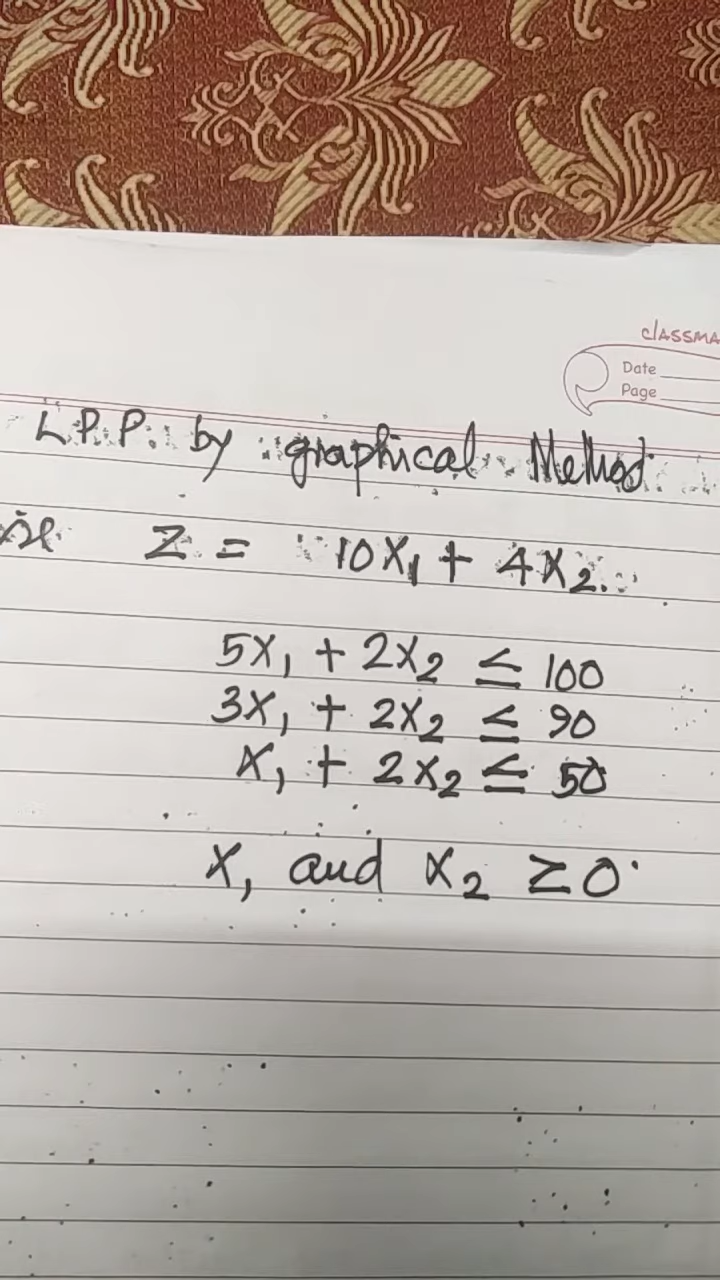 classma
Date
Page
L.P.P. by graphical Method
Z = 10X₁ + 4X₂.
5X₁ + 2X₂ ≤ 100
3X₁ + 2X₂ ≤ 90
X₁ + 2X₂ ≤ 50
X₁ and X₂ ≥ 0.